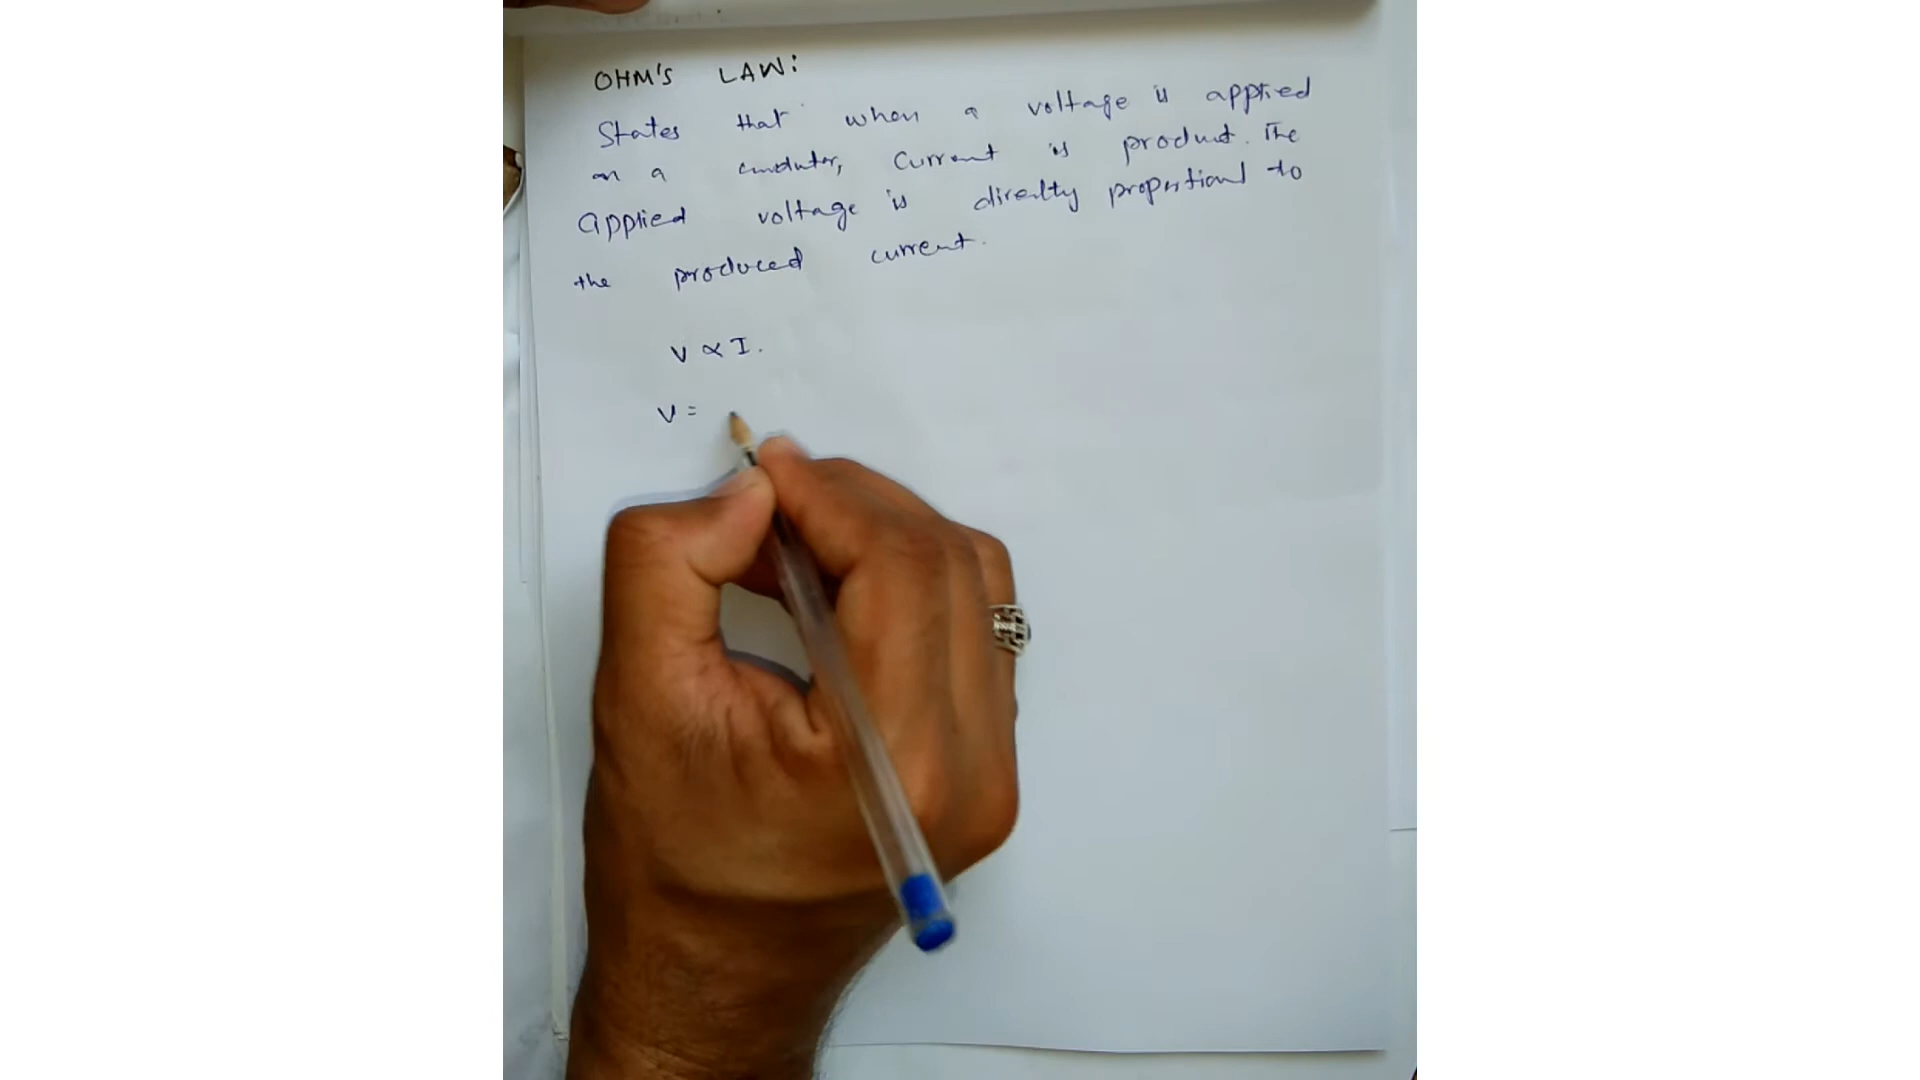 OHM'S LAW:
States that when a voltage is applied
on a conductor, Current is product. The
applied voltage is directly proportional to
the produced current.
V ∝ I.
V =